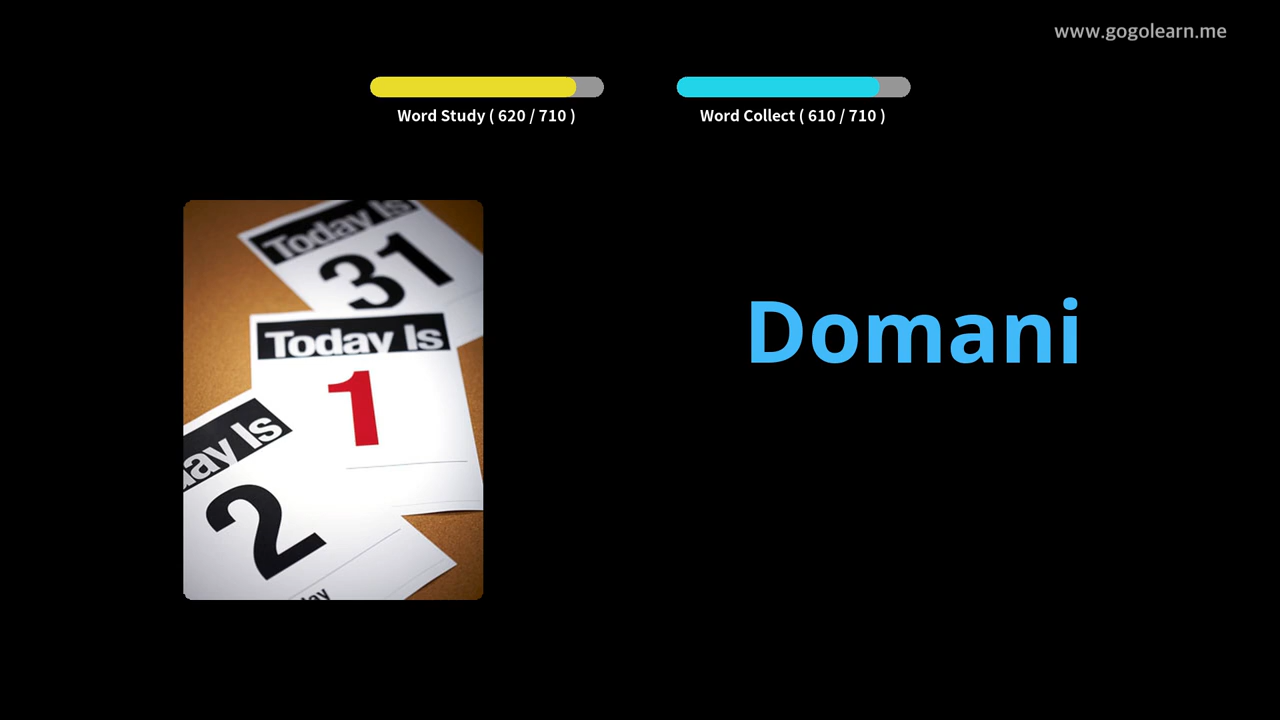 www.gogolearn.me
Word Study ( 620 / 710 )
Word Collect ( 610 / 710 )
Today Is
31
Today Is
1
Domani
day Is
2